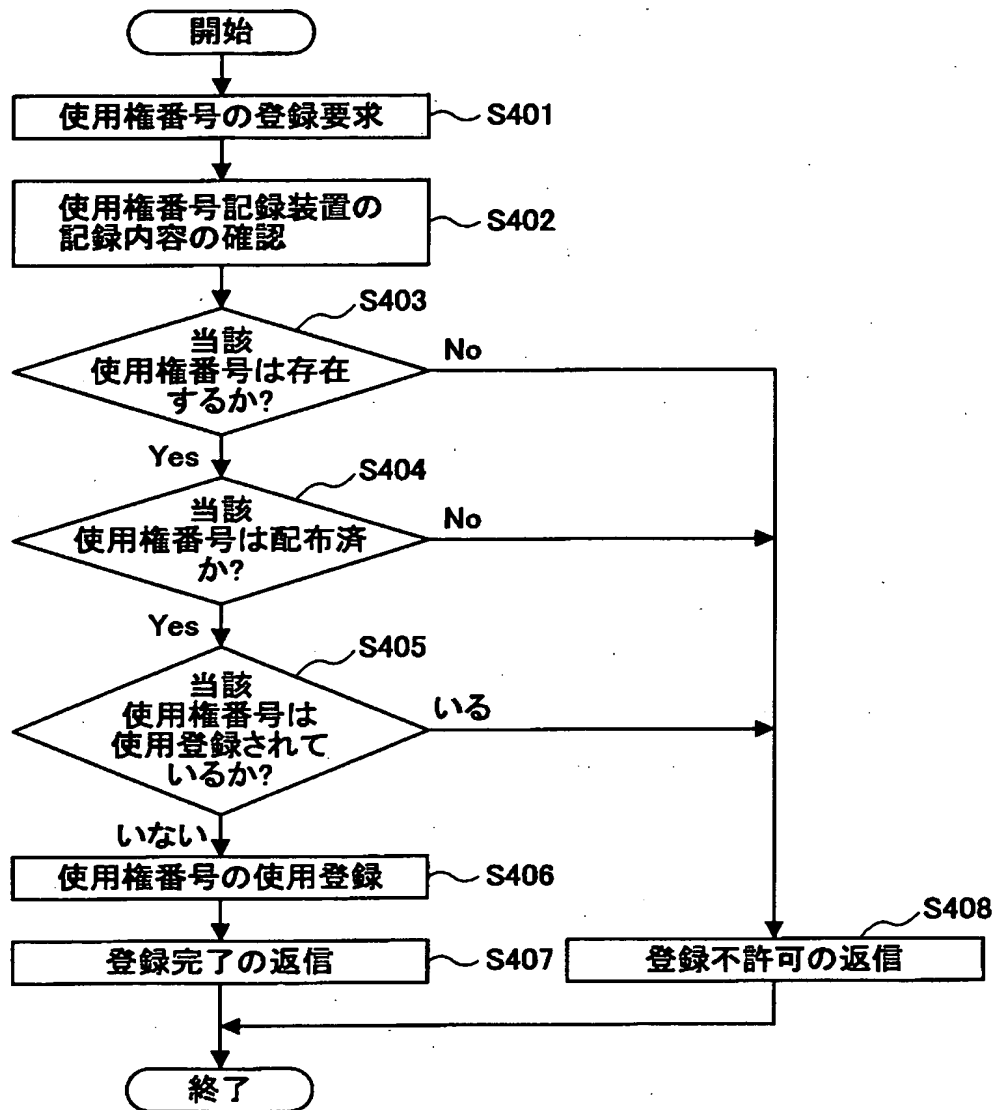 開始
使用権番号の登録要求
S401
使用権番号記録装置の
記録内容の確認
S402
S403
当該
使用権番号は存在
するか?
No
Yes
S404
当該
使用権番号は配布済
か?
No
Yes
S405
当該
使用権番号は
使用登録されて
いるか?
いる
いない
使用権番号の使用登録
S406
登録完了の返信
S407
S408
登録不許可の返信
終了